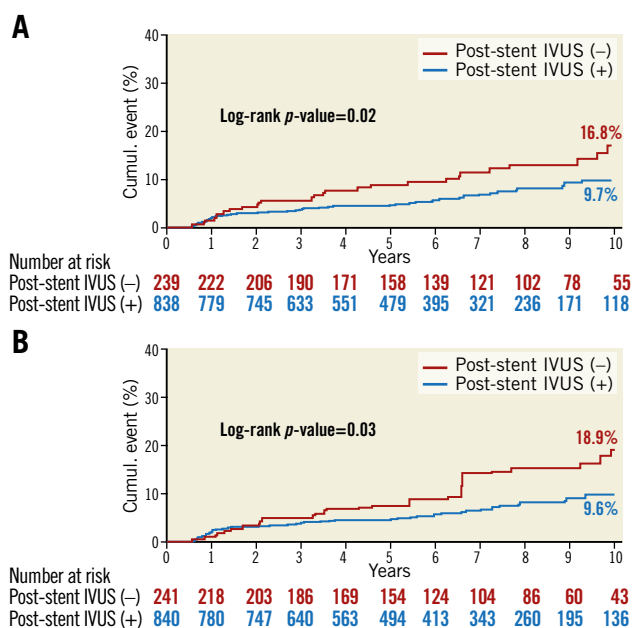 A
40
Post-stent IVUS (–)
Post-stent IVUS (+)
30
Log-rank p-value=0.02
20
16.8%
10
9.7%
0
Cumul. event (%)
0 1 2 3 4 5 6 7 8 9 10
Years
Number at risk
Post-stent IVUS (–) 239 222 206 190 171 158 139 121 102 78 55
Post-stent IVUS (+) 838 779 745 633 551 479 395 321 236 171 118
B
40
Post-stent IVUS (–)
Post-stent IVUS (+)
30
Log-rank p-value=0.03
20
18.9%
10
9.6%
0
Cumul. event (%)
0 1 2 3 4 5 6 7 8 9 10
Years
Number at risk
Post-stent IVUS (–) 241 218 203 186 169 154 124 104 86 60 43
Post-stent IVUS (+) 840 780 747 640 563 494 413 343 260 195 136